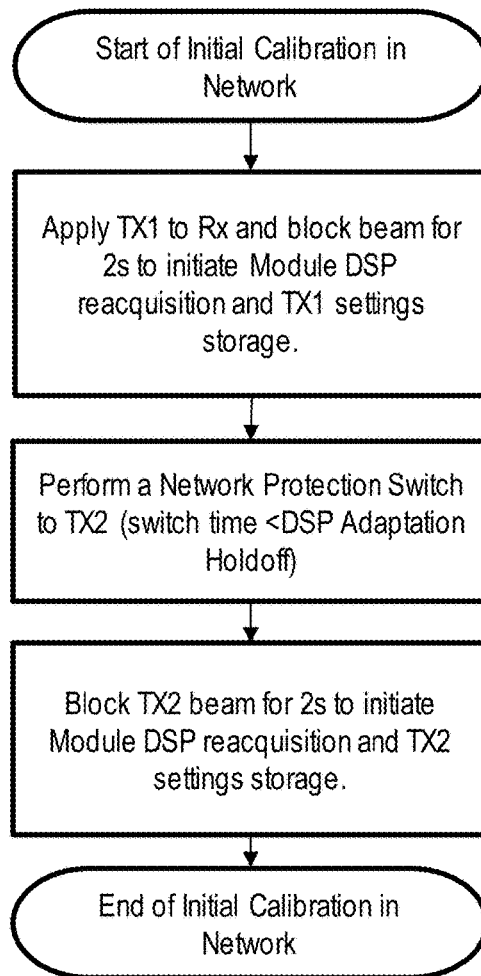 Start of Initial Calibration in
Network
Apply TX1 to Rx and block beam for
2s to initiate Module DSP
reacquisition and TX1 settings
storage.
Perform a Network Protection Switch
to TX2 (switch time <DSP Adaptation
Holdoff)
Block TX2 beam for 2s to initiate
Module DSP reacquisition and TX2
settings storage.
End of Initial Calibration in
Network